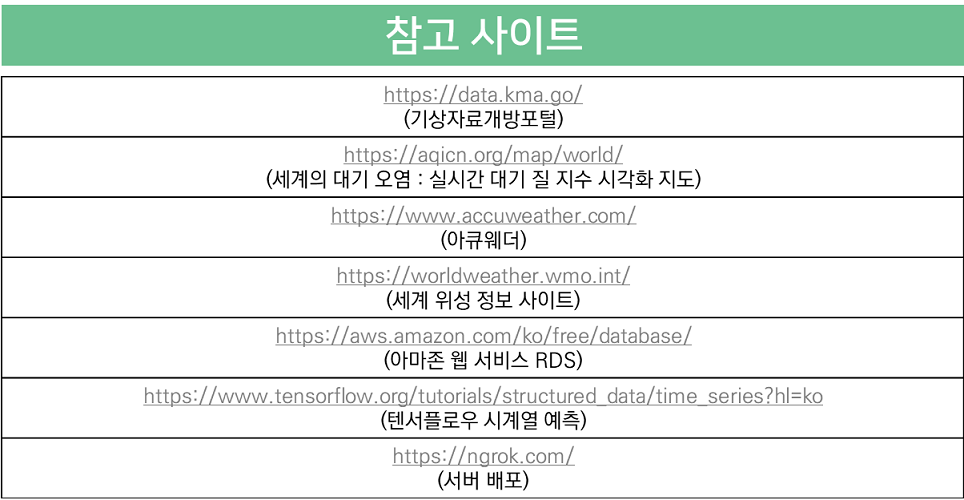 참고 사이트
https://data.kma.go/
(기상자료개방포털)
https://aqicn.org/map/world/
(세계의 대기 오염 : 실시간 대기 질 지수 시각화 지도)
https://www.accuweather.com/
(아큐웨더)
https://worldweather.wmo.int/
(세계 위성 정보 사이트)
https://aws.amazon.com/ko/free/database/
(아마존 웹 서비스 RDS)
https://www.tensorflow.org/tutorials/structured_data/time_series?hl=ko
(텐서플로우 시계열 예측)
https://ngrok.com/
(서버 배포)